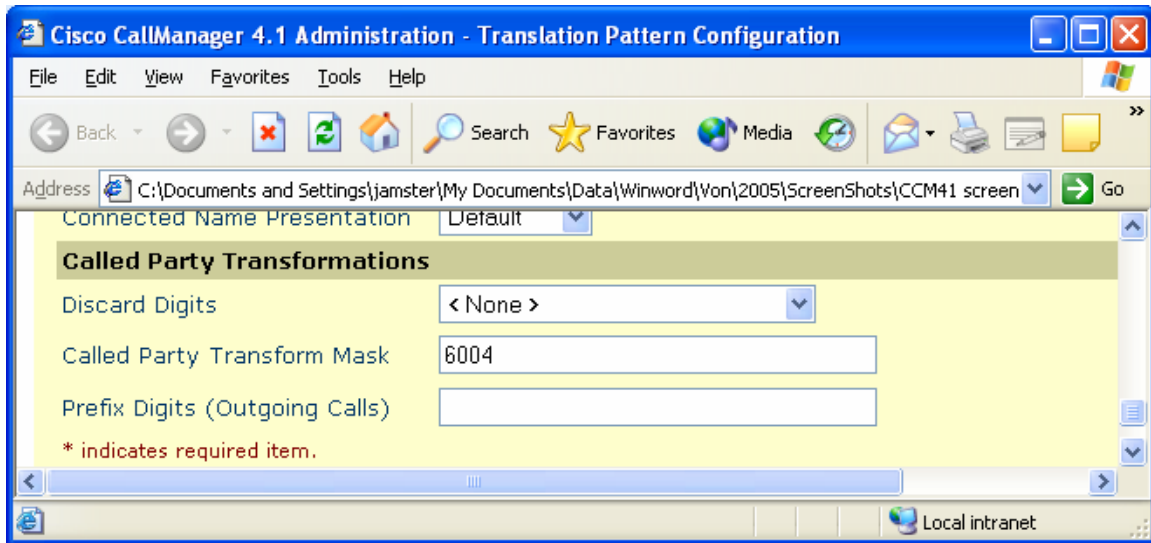 Cisco CallManager 4.1 Administration - Translation Pattern Configuration
File Edit View Favorites Tools Help
Back Search Favorites Media »
Address C:\Documents and Settings\jamster\My Documents\Data\Winword\Von\2005\ScreenShots\CCM41 screen Go
Connected Name Presentation Default
Called Party Transformations
Discard Digits < None >
Called Party Transform Mask 6004
Prefix Digits (Outgoing Calls)
* indicates required item.
Local intranet